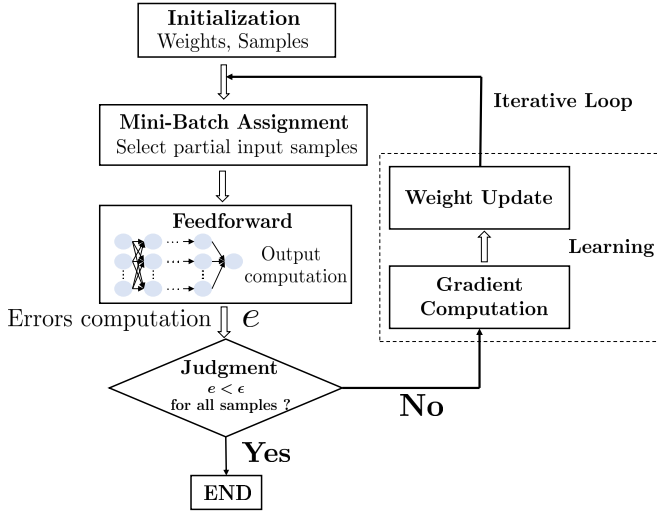 Initialization
Weights, Samples
Iterative Loop
Mini-Batch Assignment
Select partial input samples
Weight Update
Feedforward
Output
computation
Learning
Gradient
Computation
Errors computation e
Judgment
e < ϵ
for all samples ?
No
Yes
END